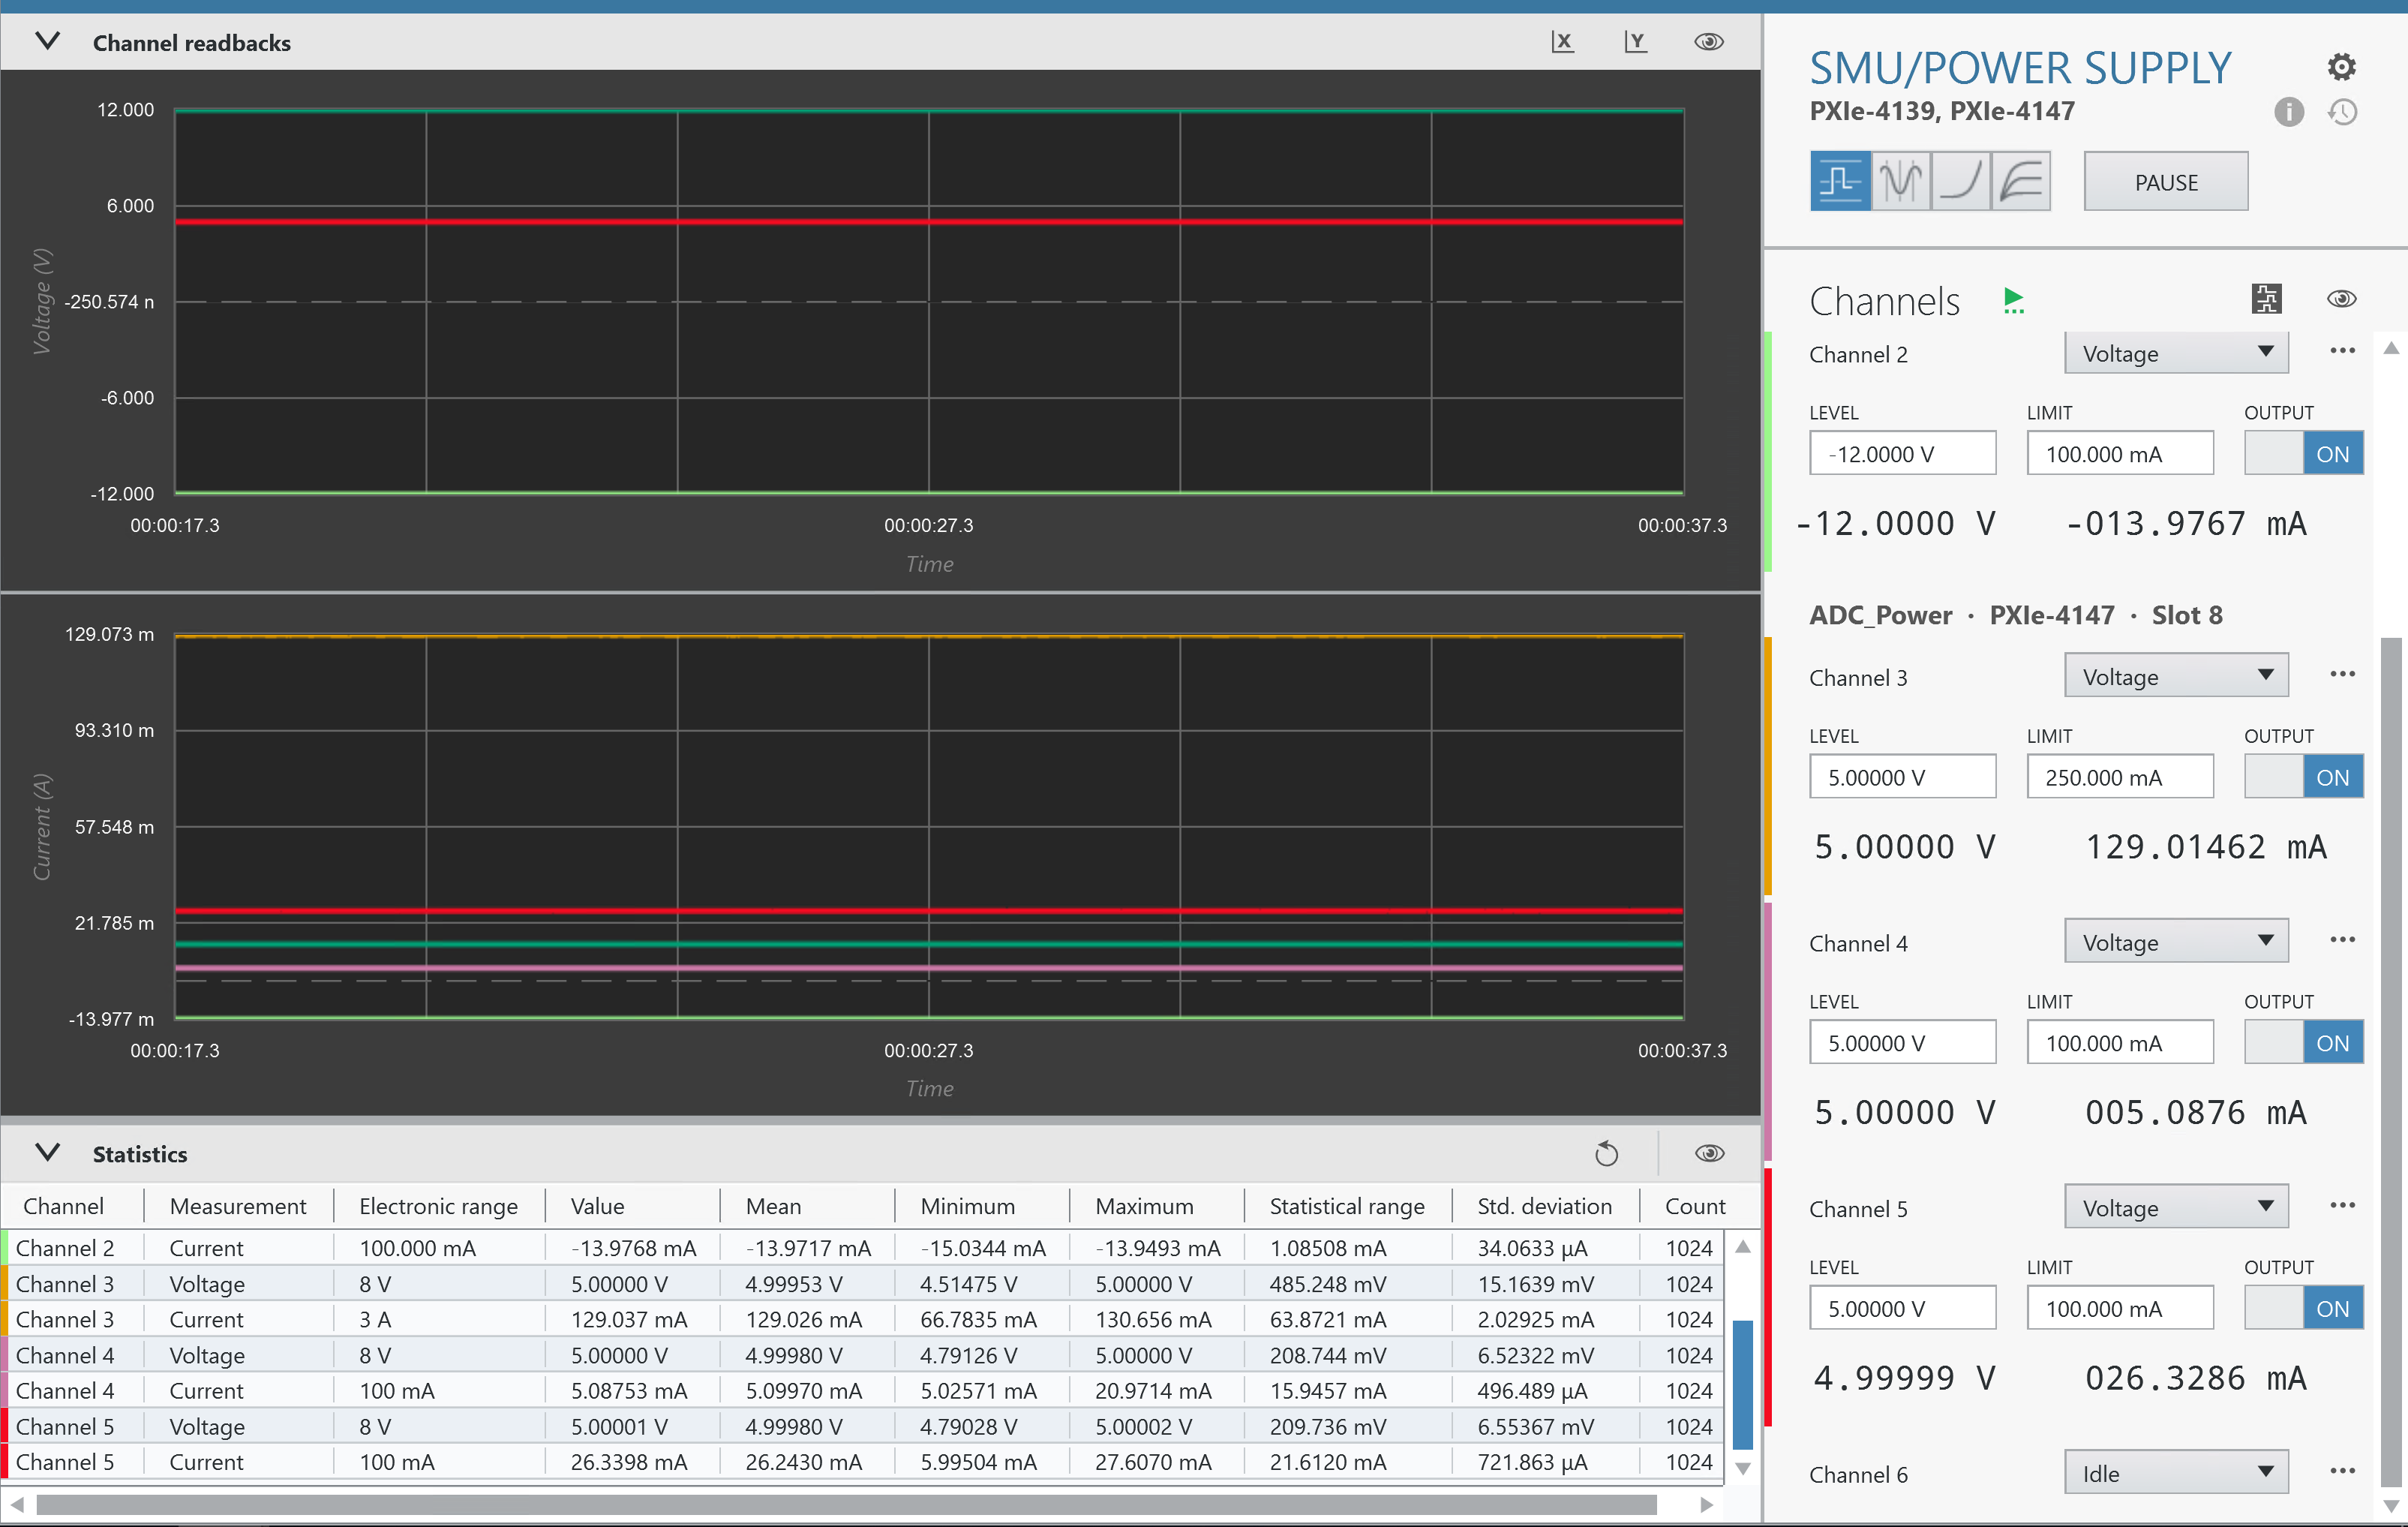 Channel readbacks
X
Y
12.000
6.000
-250.574 n
-6.000
-12.000
Voltage (V)
00:00:17.3
00:00:27.3
00:00:37.3
Time
129.073 m
93.310 m
57.548 m
21.785 m
-13.977 m
Current (A)
00:00:17.3
00:00:27.3
00:00:37.3
Time
Statistics
Channel Measurement Electronic range Value Mean Minimum Maximum Statistical range Std. deviation Count
Channel 2 Current 100.000 mA -13.9768 mA -13.9717 mA -15.0344 mA -13.9493 mA 1.08508 mA 34.0633 µA 1024
Channel 3 Voltage 8 V 5.00000 V 4.99953 V 4.51475 V 5.00000 V 485.248 mV 15.1639 mV 1024
Channel 3 Current 3 A 129.037 mA 129.026 mA 66.7835 mA 130.656 mA 63.8721 mA 2.02925 mA 1024
Channel 4 Voltage 8 V 5.00000 V 4.99980 V 4.79126 V 5.00000 V 208.744 mV 6.52322 mV 1024
Channel 4 Current 100 mA 5.08753 mA 5.09970 mA 5.02571 mA 20.9714 mA 15.9457 mA 496.489 µA 1024
Channel 5 Voltage 8 V 5.00001 V 4.99980 V 4.79028 V 5.00002 V 209.736 mV 6.55367 mV 1024
Channel 5 Current 100 mA 26.3398 mA 26.2430 mA 5.99504 mA 27.6070 mA 21.6120 mA 721.863 µA 1024
SMU/POWER SUPPLY
PXIe-4139, PXIe-4147
i
PAUSE
Channels
Channel 2 Voltage
LEVEL LIMIT OUTPUT
-12.0000 V 100.000 mA ON
-12.0000 V -013.9767 mA
ADC_Power · PXIe-4147 · Slot 8
Channel 3 Voltage
LEVEL LIMIT OUTPUT
5.00000 V 250.000 mA ON
5.00000 V 129.01462 mA
Channel 4 Voltage
LEVEL LIMIT OUTPUT
5.00000 V 100.000 mA ON
5.00000 V 005.0876 mA
Channel 5 Voltage
LEVEL LIMIT OUTPUT
5.00000 V 100.000 mA ON
4.99999 V 026.3286 mA
Channel 6 Idle